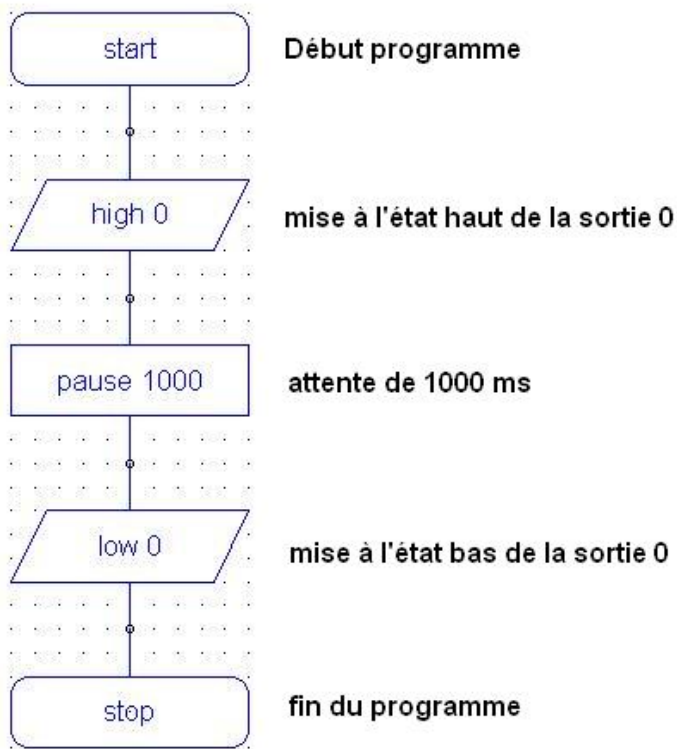 start
Début programme
high 0
mise à l'état haut de la sortie 0
pause 1000
attente de 1000 ms
low 0
mise à l'état bas de la sortie 0
stop
fin du programme